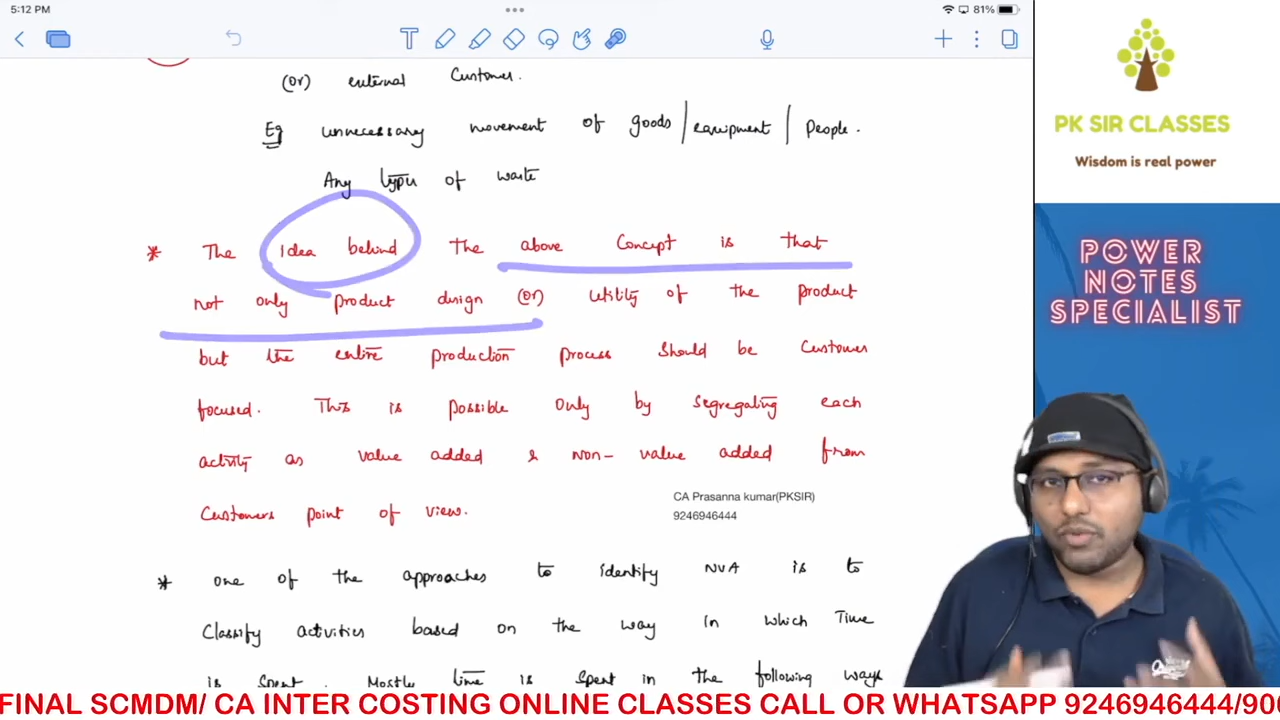 5:12 PM
81%
(or) external Customer.
Eg unnecessary movement of goods/equipment/People.
Any types of waste
* The Idea behind the above Concept is that
not only product design (or) utility of the product
but the entire production process should be customer
focused. This is possible only by segregating each
activity as value added & non-value added from
Customers point of view.
CA Prasanna kumar(PKSIR)
9246946444
* One of the approaches to identify NVA is to
Classify activities based on the way in which Time
is spent. Mostly time is spent in the following ways
PK SIR CLASSES
Wisdom is real power
POWER
NOTES
SPECIALIST
FINAL SCMDM/ CA INTER COSTING ONLINE CLASSES CALL OR WHATSAPP 9246946444/90